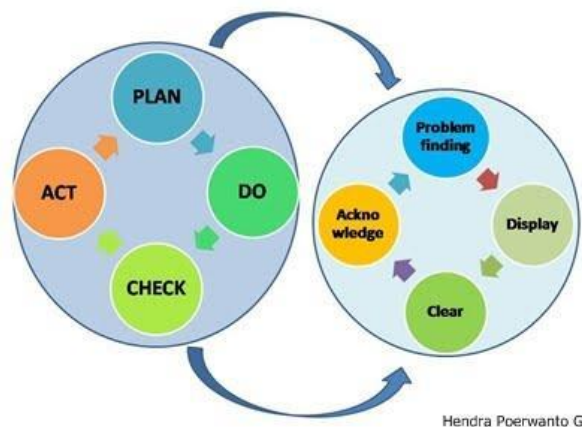 PLAN
DO
CHECK
ACT
Problem
finding
Display
Clear
Ackno
wledge
Hendra Poerwanto G